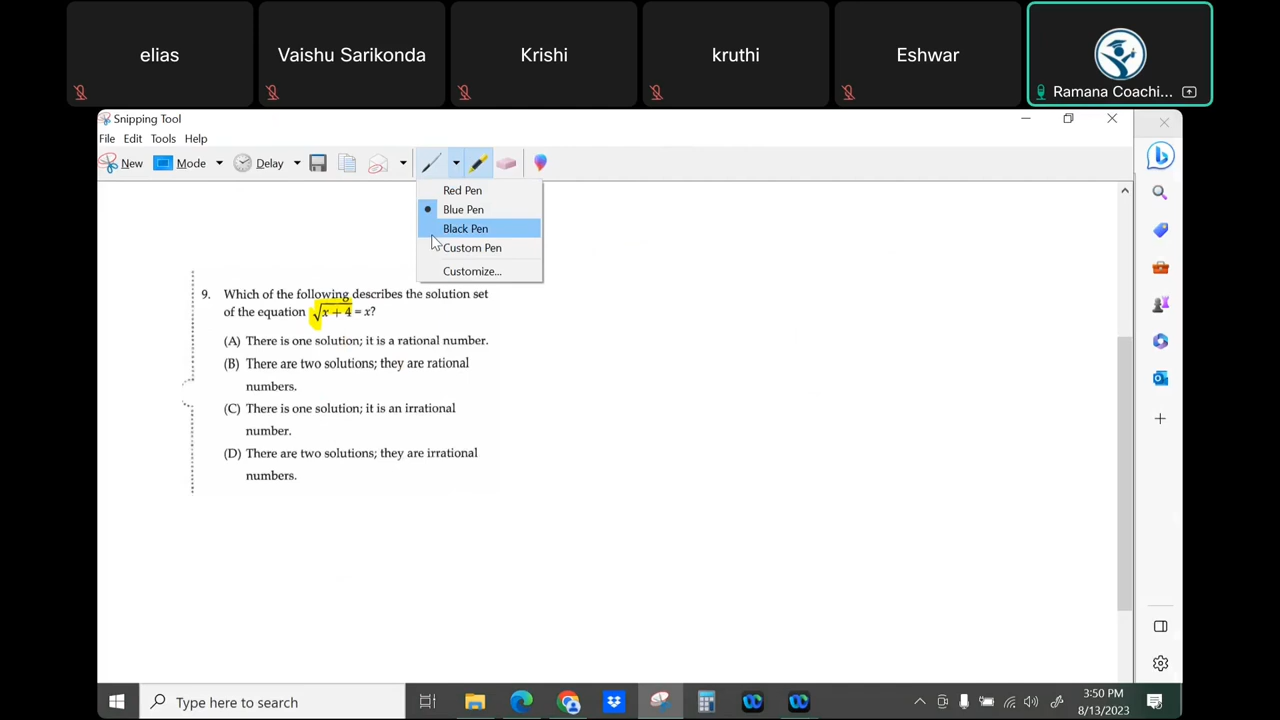 elias
Vaishu Sarikonda
Krishi
kruthi
Eshwar
Ramana Coachi...
Snipping Tool
File Edit Tools Help
New Mode Delay
Red Pen
Blue Pen
Black Pen
Custom Pen
Customize...
9. Which of the following describes the solution set
of the equation √x + 4 = x?
(A) There is one solution; it is a rational number.
(B) There are two solutions; they are rational
numbers.
(C) There is one solution; it is an irrational
number.
(D) There are two solutions; they are irrational
numbers.
Type here to search
3:50 PM
8/13/2023